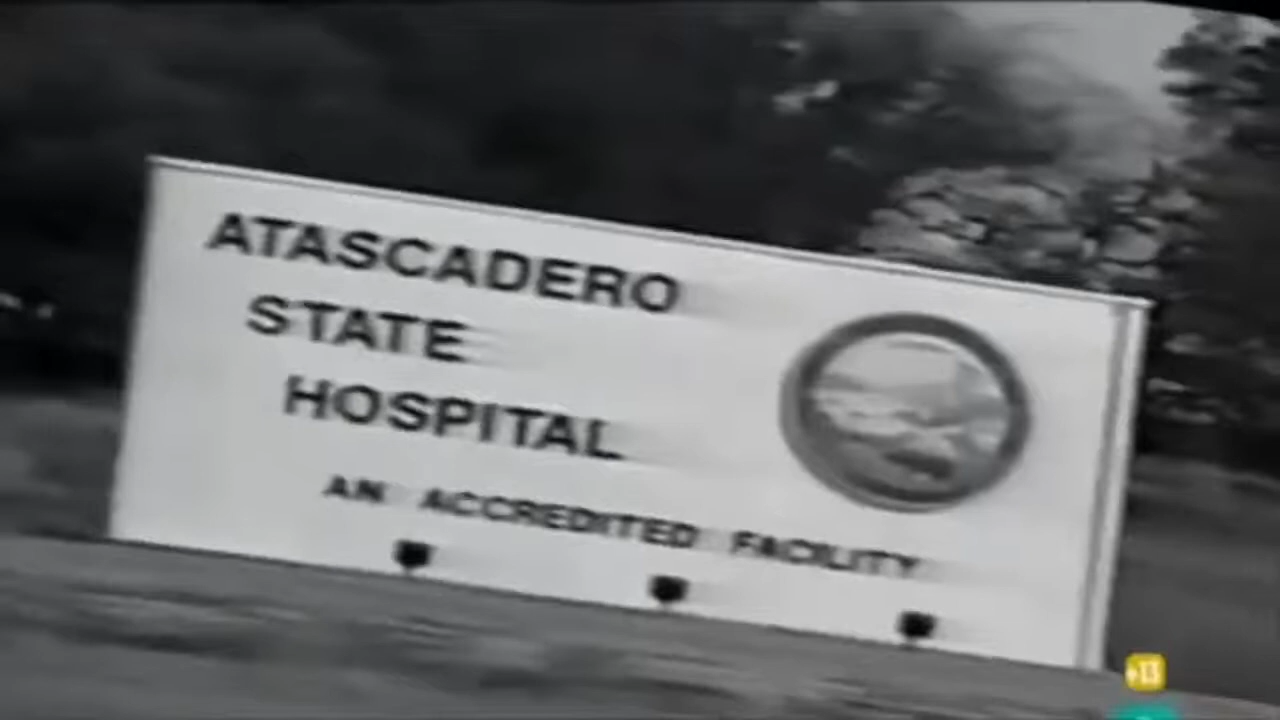 ATASCADERO
STATE
HOSPITAL
AN ACCREDITED FACILITY
+13